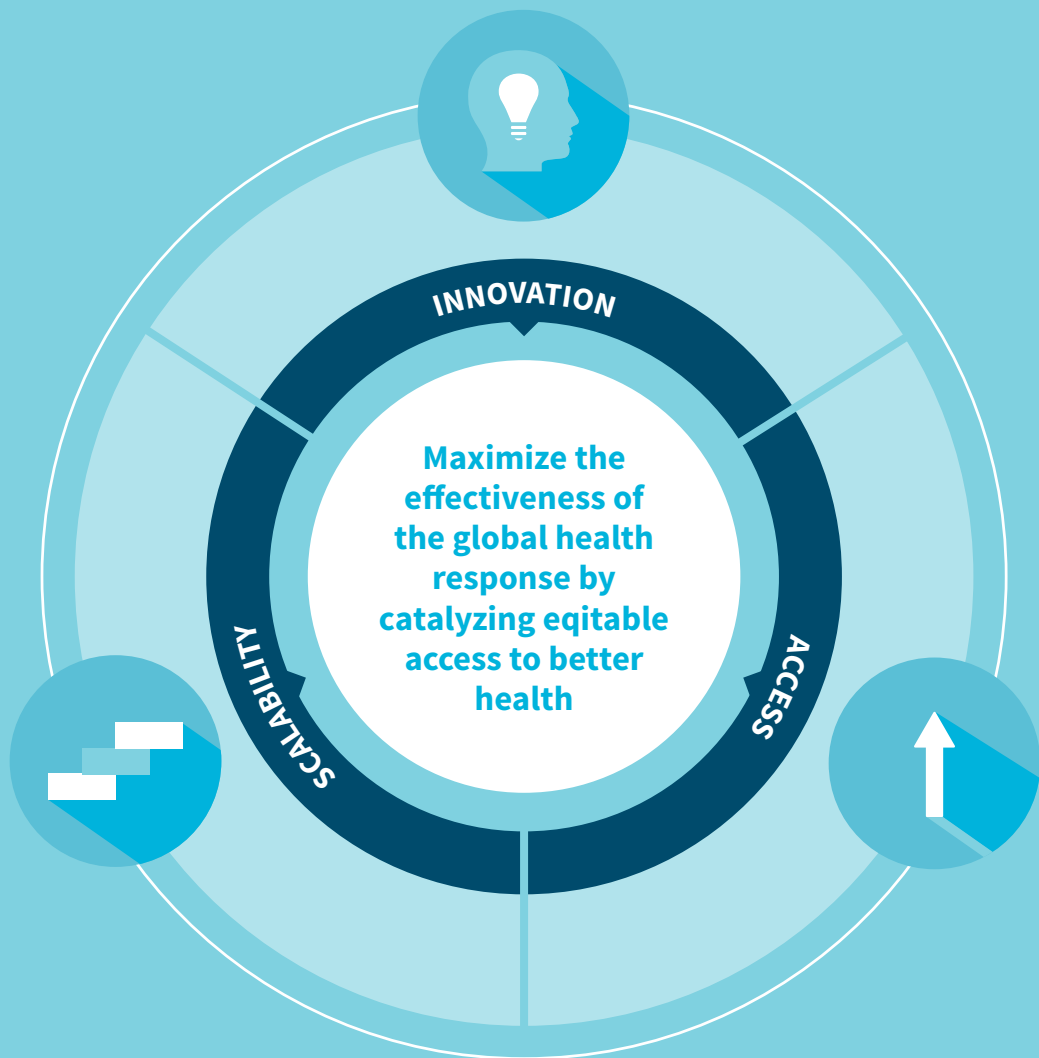 INNOVATION
Maximize the
effectiveness of
the global health
response by
catalyzing eqitable
access to better
health
SCALABILITY
ACCESS